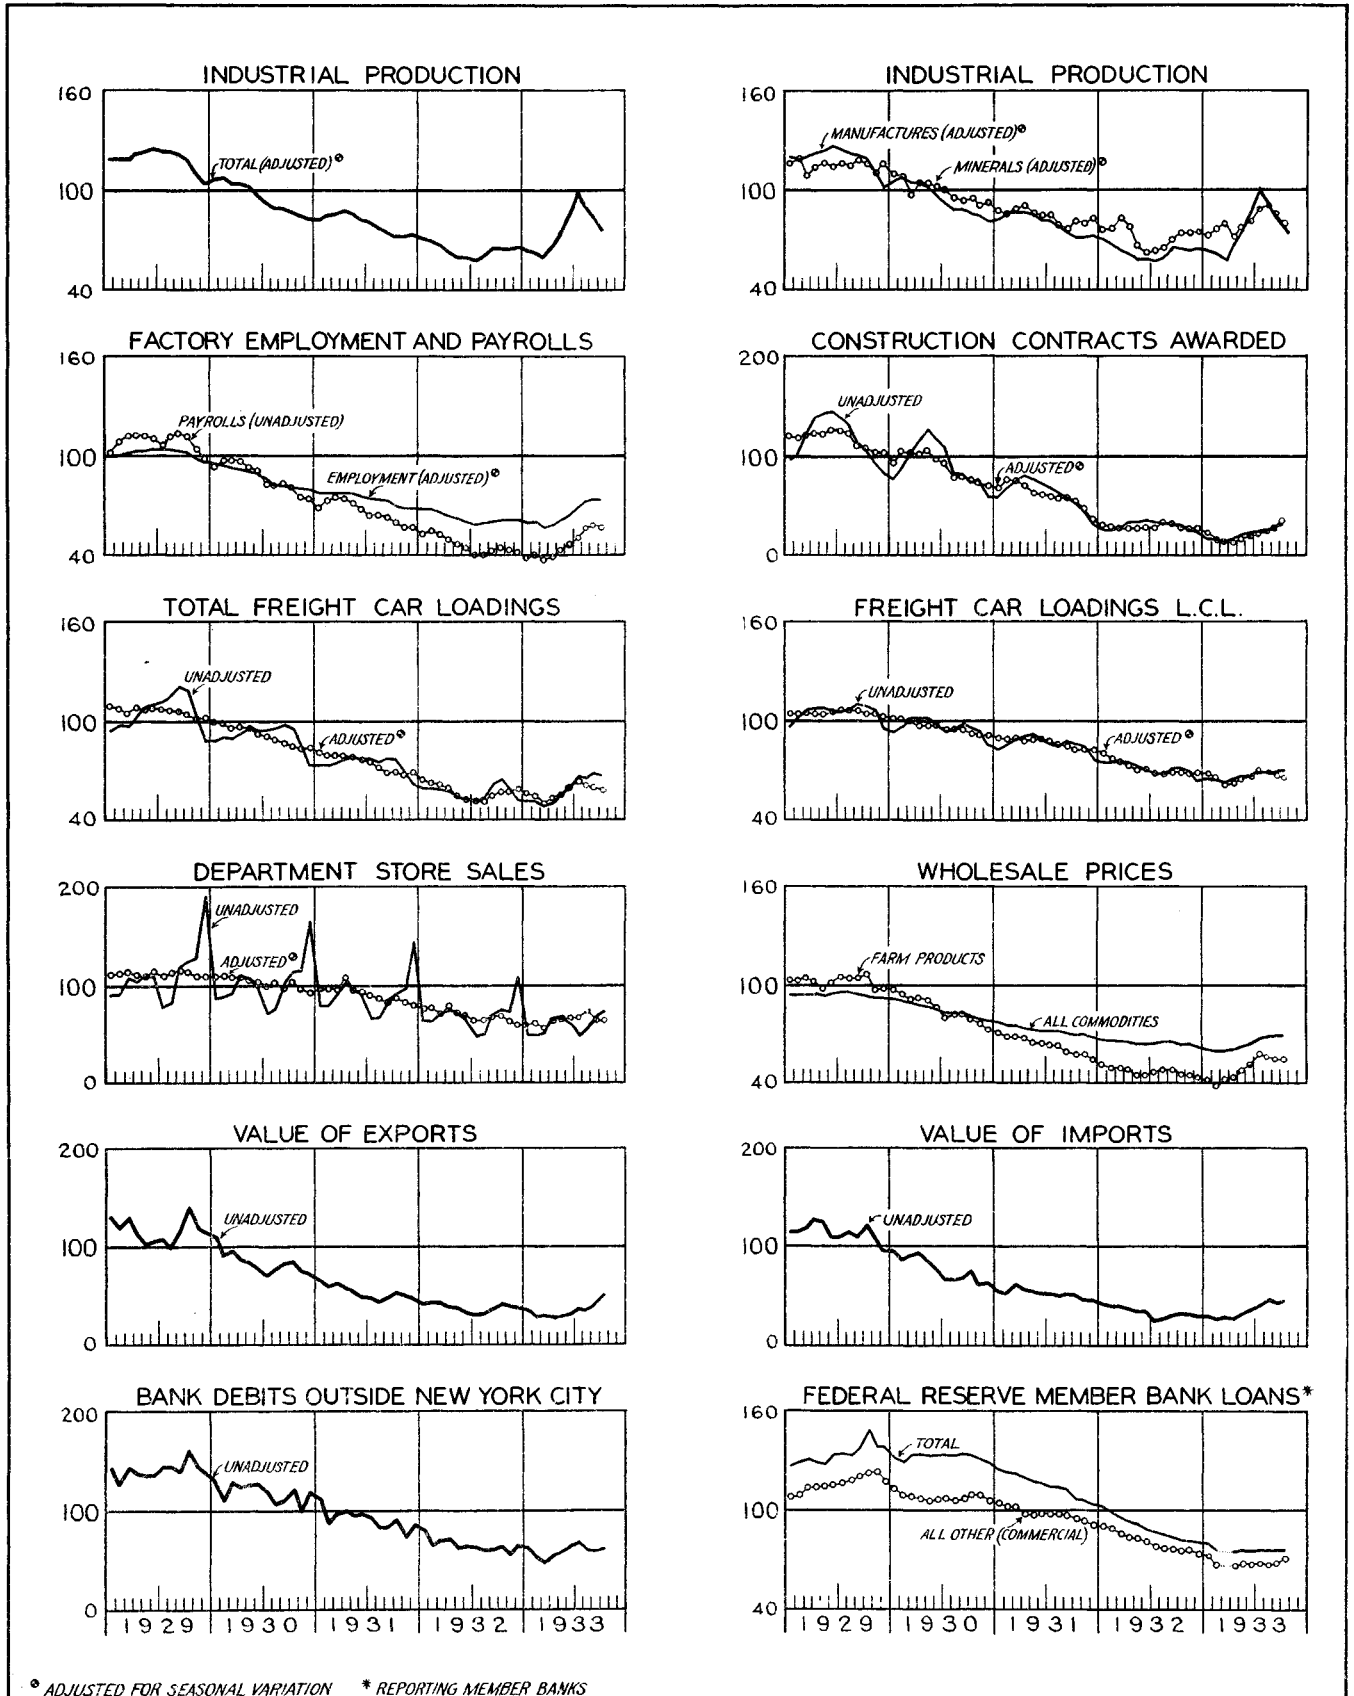 INDUSTRIAL PRODUCTION
160
100
40
TOTAL (ADJUSTED)⊘
INDUSTRIAL PRODUCTION
160
100
40
MANUFACTURES (ADJUSTED)⊘
MINERALS (ADJUSTED)⊘
FACTORY EMPLOYMENT AND PAYROLLS
160
100
40
PAYROLLS (UNADJUSTED)
EMPLOYMENT (ADJUSTED)⊘
CONSTRUCTION CONTRACTS AWARDED
200
100
0
UNADJUSTED
ADJUSTED⊘
TOTAL FREIGHT CAR LOADINGS
160
100
40
UNADJUSTED
ADJUSTED⊘
FREIGHT CAR LOADINGS L.C.L.
160
100
40
UNADJUSTED
ADJUSTED⊘
DEPARTMENT STORE SALES
200
100
0
UNADJUSTED
ADJUSTED⊘
WHOLESALE PRICES
160
100
40
FARM PRODUCTS
ALL COMMODITIES
VALUE OF EXPORTS
200
100
0
UNADJUSTED
VALUE OF IMPORTS
200
100
0
UNADJUSTED
BANK DEBITS OUTSIDE NEW YORK CITY
200
100
0
UNADJUSTED
1929 1930 1931 1932 1933
FEDERAL RESERVE MEMBER BANK LOANS*
160
100
40
TOTAL
ALL OTHER (COMMERCIAL)
1929 1930 1931 1932 1933
⊘ ADJUSTED FOR SEASONAL VARIATION * REPORTING MEMBER BANKS